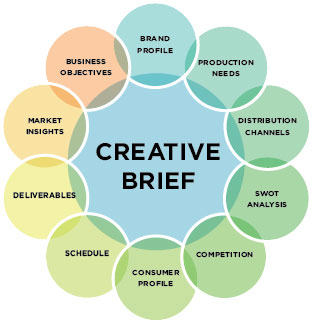 BRAND
PROFILE
PRODUCTION
NEEDS
DISTRIBUTION
CHANNELS
SWOT
ANALYSIS
COMPETITION
CONSUMER
PROFILE
SCHEDULE
DELIVERABLES
MARKET
INSIGHTS
BUSINESS
OBJECTIVES
CREATIVE
BRIEF